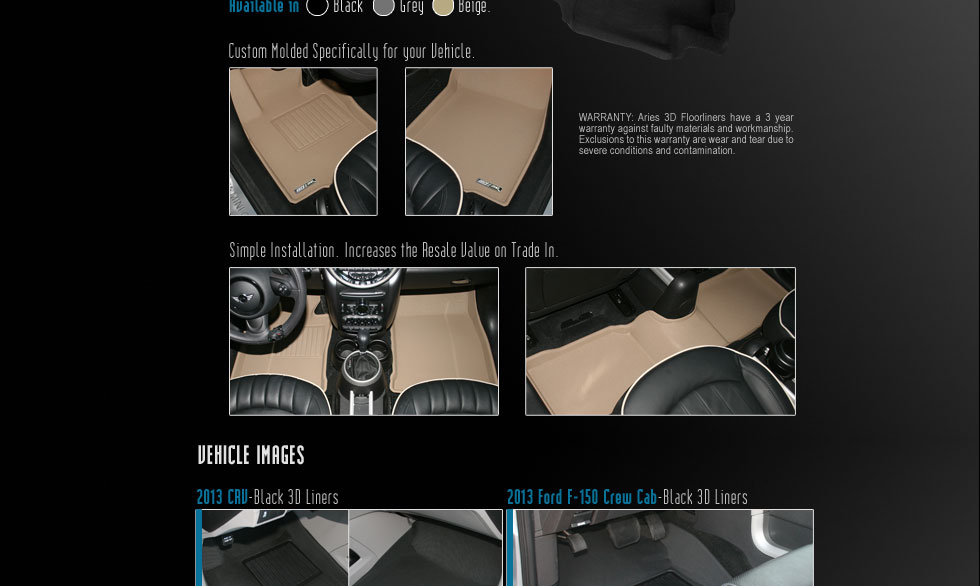 Available in Black Grey Beige.
Custom Molded Specifically for your Vehicle.
WARRANTY: Aries 3D Floorliners have a 3 year
warranty against faulty materials and workmanship.
Exclusions to this warranty are wear and tear due to
severe conditions and contamination.
Simple Installation. Increases the Resale Value on Trade In.
VEHICLE IMAGES
2013 CRV-Black 3D Liners
2013 Ford F-150 Crew Cab-Black 3D Liners